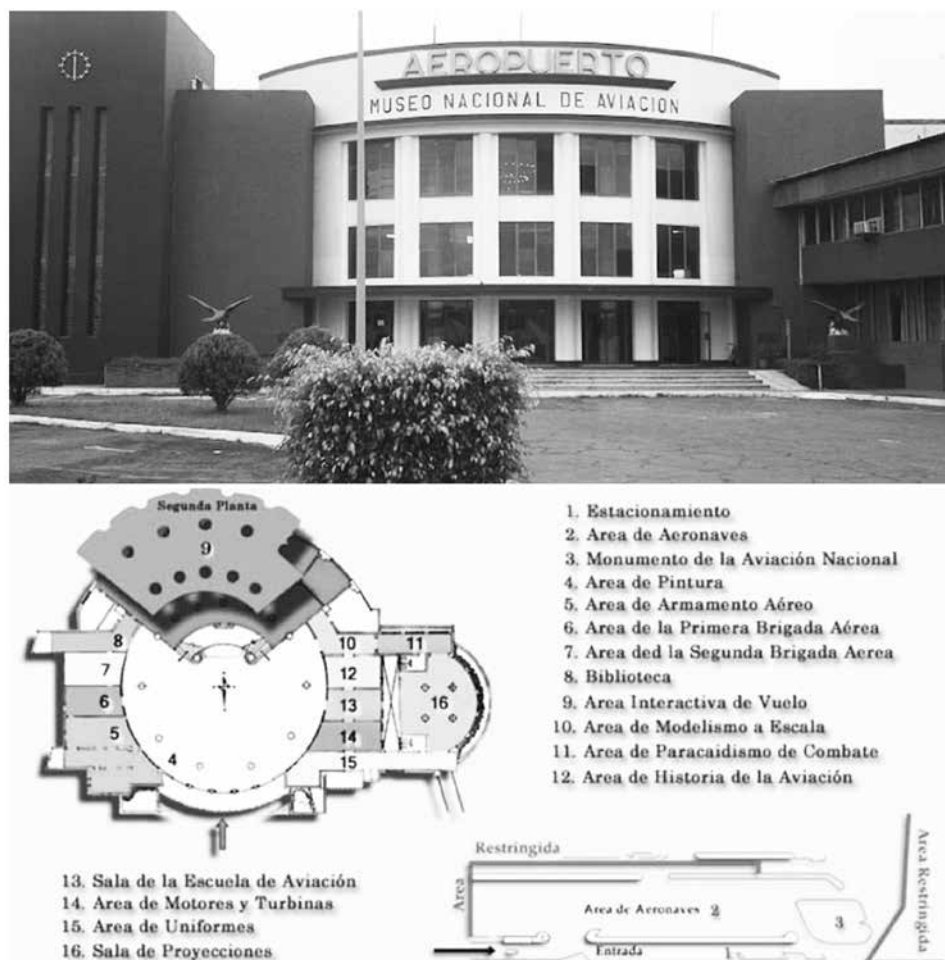 AEROPUERTO
MUSEO NACIONAL DE AVIACION
Segunda Planta
9
8
7
6
5
4
10
11
12
13
14
15
16
1. Estacionamiento
2. Area de Aeronaves
3. Monumento de la Aviación Nacional
4. Area de Pintura
5. Area de Armamento Aéreo
6. Area de la Primera Brigada Aérea
7. Area ded la Segunda Brigada Aerea
8. Biblioteca
9. Area Interactiva de Vuelo
10. Area de Modelismo a Escala
11. Area de Paracaidismo de Combate
12. Area de Historia de la Aviación
13. Sala de la Escuela de Aviación
14. Area de Motores y Turbinas
15. Area de Uniformes
16. Sala de Proyecciones
Restringida
Area
Area de Aeronaves 2
3
Entrada
1
Area Restringida